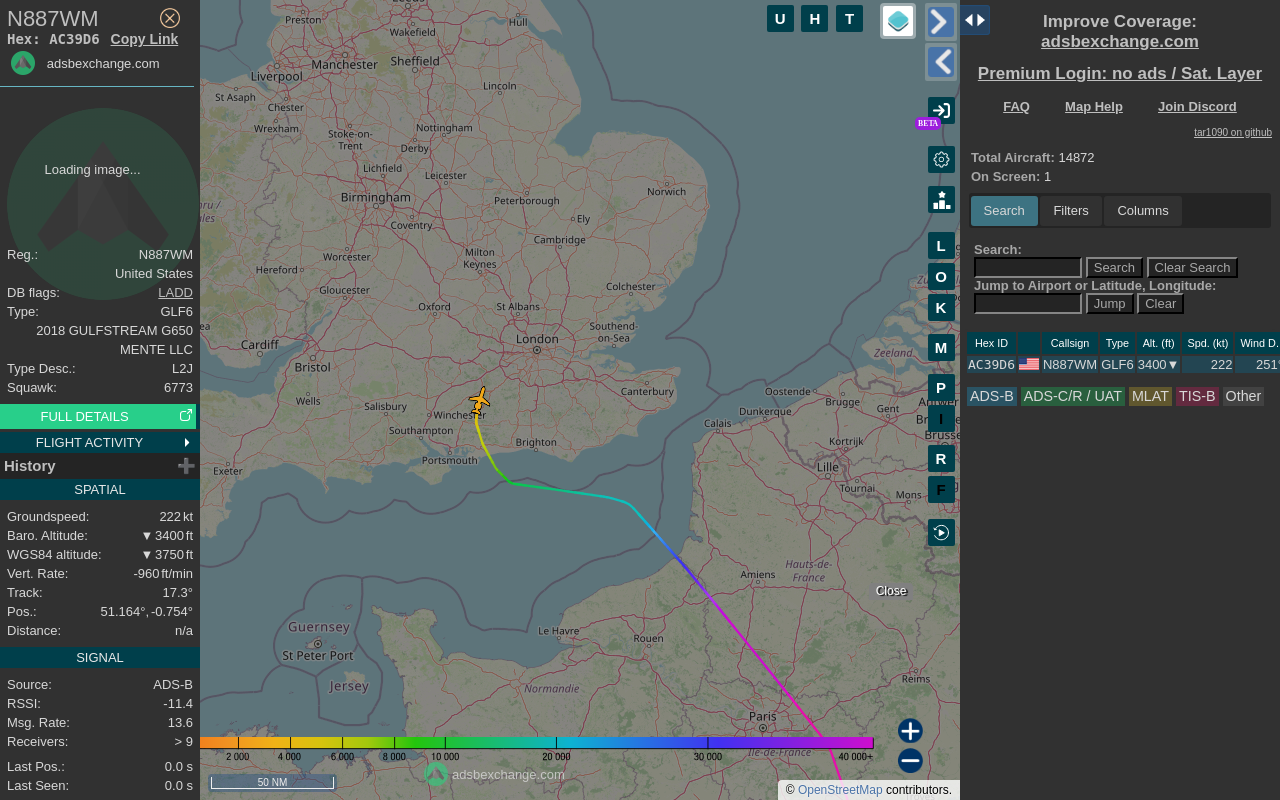 N887WM
Hex: AC39D6 Copy Link
adsbexchange.com
Loading image...
Reg.: N887WM
United States
DB flags: LADD
Type: GLF6
2018 GULFSTREAM G650
MENTE LLC
Type Desc.: L2J
Squawk: 6773
FULL DETAILS
FLIGHT ACTIVITY
History
SPATIAL
Groundspeed: 222 kt
Baro. Altitude: ▼ 3400 ft
WGS84 altitude: ▼ 3750 ft
Vert. Rate: -960 ft/min
Track: 17.3°
Pos.: 51.164°, -0.754°
Distance: n/a
SIGNAL
Source: ADS-B
RSSI: -11.4
Msg. Rate: 13.6
Receivers: > 9
Last Pos.: 0.0 s
Last Seen: 0.0 s
U H T
Leeds
Preston
Hull
Wakefield
Manchester
Sheffield
Liverpool
St Asaph
Chester
Lincoln
Wrexham
Stoke-on-
Trent
Nottingham
Derby
Lichfield
Leicester
Norwich
Birmingham
Peterborough
Ely
Coventry
Cambridge
Worcester
Milton
Keynes
Hereford
Gloucester
Colchester
Oxford
St Albans
Southend-
on-Sea
Cardiff
London
Bristol
Canterbury
Wells
Salisbury
Winchester
Southampton
Brighton
Portsmouth
Exeter
Zeeland
Oostende
Dunkerque
Brugge
Gent
Calais
Kortrijk
Lille
Tournai
Mons
Amiens
Hauts-de-
France
Guernsey
St Peter Port
Jersey
Le Havre
Rouen
Normandie
Reims
Paris
Île-de-France
BETA
L
O
K
M
P
I
R
F
Close
2 000 4 000 6 000 8 000 10 000 20 000 30 000 40 000+
adsbexchange.com
50 NM
© OpenStreetMap contributors.
Improve Coverage:
adsbexchange.com
Premium Login: no ads / Sat. Layer
FAQ Map Help Join Discord
tar1090 on github
Total Aircraft: 14872
On Screen: 1
Search Filters Columns
Search:
Search Clear Search
Jump to Airport or Latitude, Longitude:
Jump Clear
Hex ID Callsign Type Alt. (ft) Spd. (kt) Wind D.
AC39D6 N887WM GLF6 3400▼ 222 251°
ADS-B ADS-C/R / UAT MLAT TIS-B Other